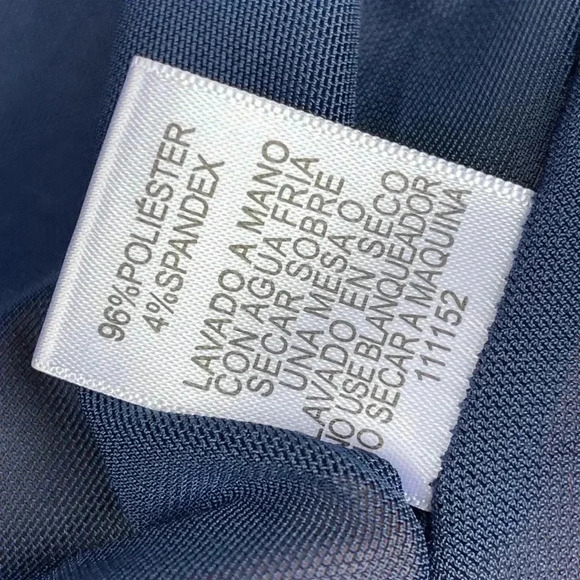 96%POLIÉSTER
4%SPANDEX
LAVADO A MANO
CON AGUA FRIA
SECAR SOBRE
UNA MESA O
LAVADO EN SECO
NO USE BLANQUEADOR
NO SECAR A MAQUINA
111152